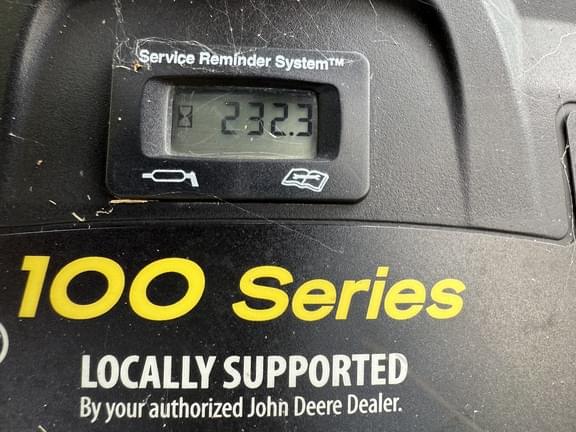 Service Reminder System™
232.3
100 Series
LOCALLY SUPPORTED
By your authorized John Deere Dealer.